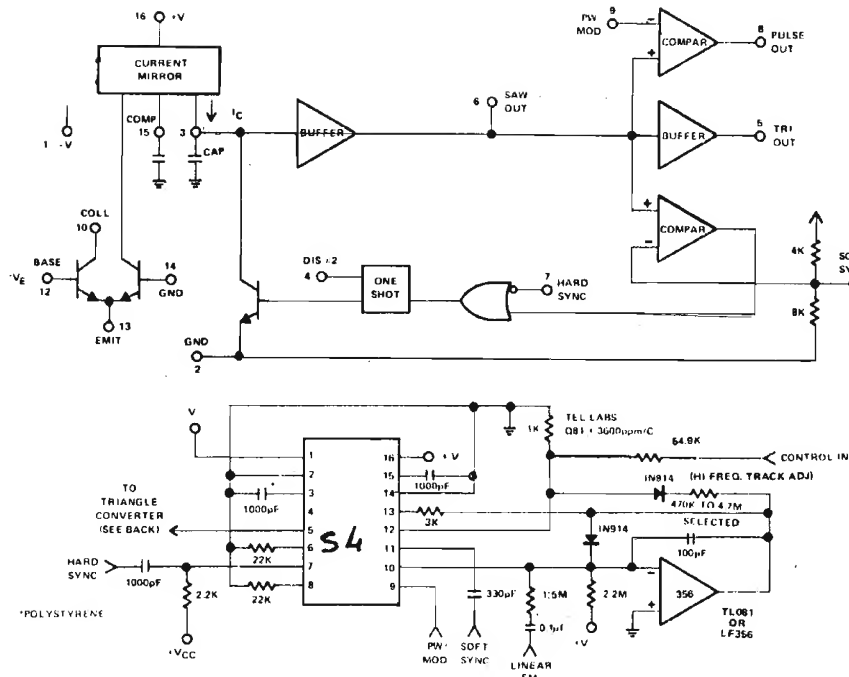 16 +V
CURRENT
MIRROR
1 -V
COMP
15
3
IC
CAP
BUFFER
6 SAW
OUT
PW
MOD
9
-
+
COMPAR
8
PULSE
OUT
BUFFER
5
TRI
OUT
+
-
COMPAR
4K
8K
COLL
10
BASE
12
14
GND
13
EMIT
DIS #2
4
ONE
SHOT
7
HARD
SYNC
GND
2
V
TO
TRIANGLE
CONVERTER
(SEE BACK)
HARD
SYNC
1000pF
2.2K
+VCC
*POLYSTYRENE
1000pF
*
22K
22K
1
2
3
4
5
6
7
8
S4
16
15
14
13
12
11
10
9
+V
1000pF
3K
1K
TEL LABS
Q81 +3600ppm/C
54.9K
CONTROL IN
IN914
(HI FREQ. TRACK ADJ)
470K TO 4.7M
SELECTED
IN914
100pF
330pF
1.5M
0.1µF
2.2M
+V
-
+
356
TL081
OR
LF356
PW
MOD
SOFT
SYNC
LINEAR